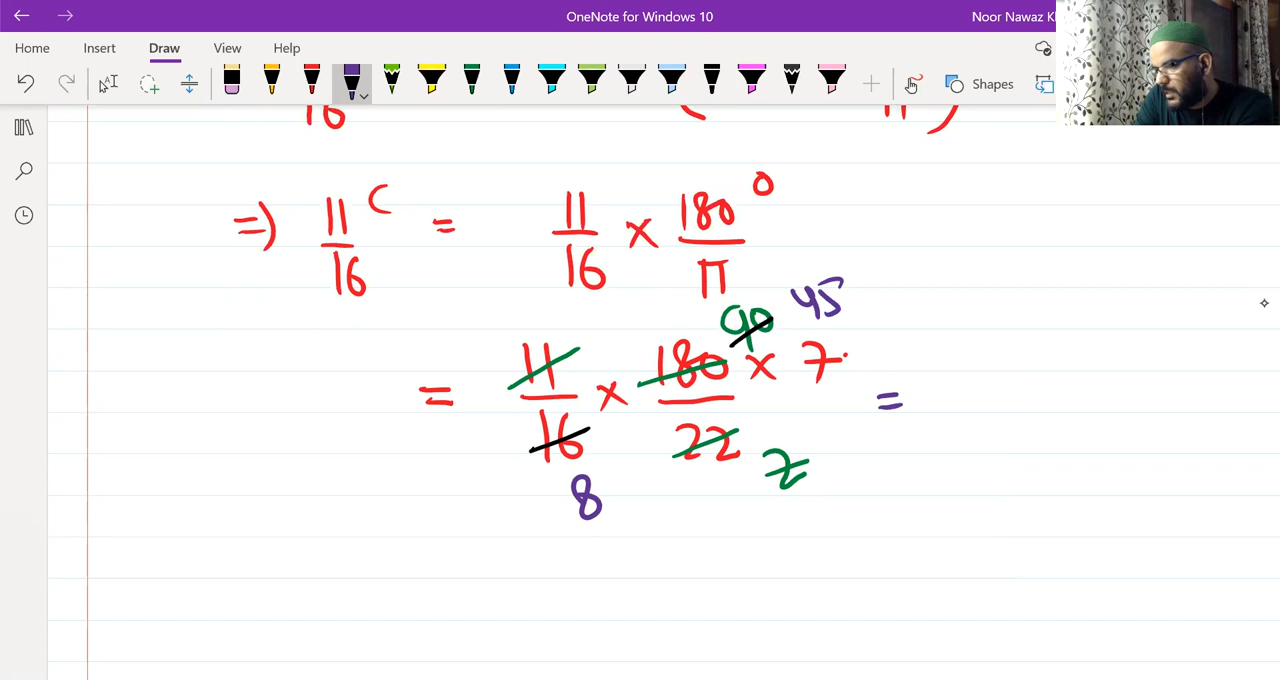 OneNote for Windows 10
Noor Nawaz Kh
Home Insert Draw View Help
Shapes
16 ( π )
=> 11/16 ᶜ = 11/16 × 180/π °
= 11/16 × 180/22 × 7 =
90 45
2
8